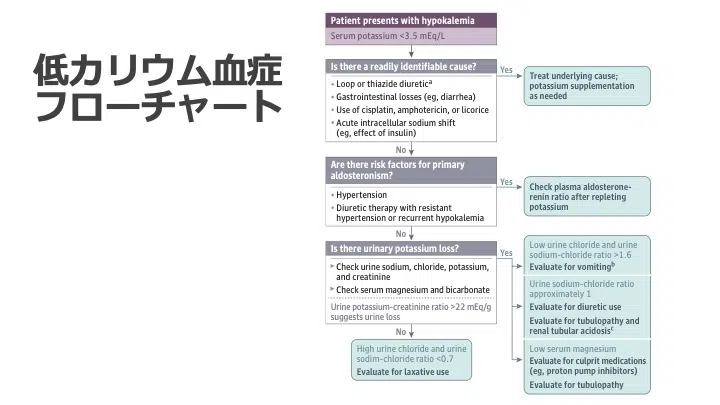 低カリウム血症
フローチャート
Patient presents with hypokalemia
Serum potassium <3.5 mEq/L
Is there a readily identifiable cause?
• Loop or thiazide diureticᵃ
• Gastrointestinal losses (eg, diarrhea)
• Use of cisplatin, amphotericin, or licorice
• Acute intracellular sodium shift
(eg, effect of insulin)
Yes
Treat underlying cause;
potassium supplementation
as needed
No
Are there risk factors for primary
aldosteronism?
• Hypertension
• Diuretic therapy with resistant
hypertension or recurrent hypokalemia
Yes
Check plasma aldosterone-
renin ratio after repleting
potassium
No
Is there urinary potassium loss?
▸ Check urine sodium, chloride, potassium,
and creatinine
▸ Check serum magnesium and bicarbonate
Urine potassium-creatinine ratio >22 mEq/g
suggests urine loss
Yes
Low urine chloride and urine
sodium-chloride ratio >1.6
Evaluate for vomitingᵇ
Urine sodium-chloride ratio
approximately 1
Evaluate for diuretic use
Evaluate for tubulopathy and
renal tubular acidosisᶜ
Low serum magnesium
Evaluate for culprit medications
(eg, proton pump inhibitors)
Evaluate for tubulopathy
No
High urine chloride and urine
sodim-chloride ratio <0.7
Evaluate for laxative use